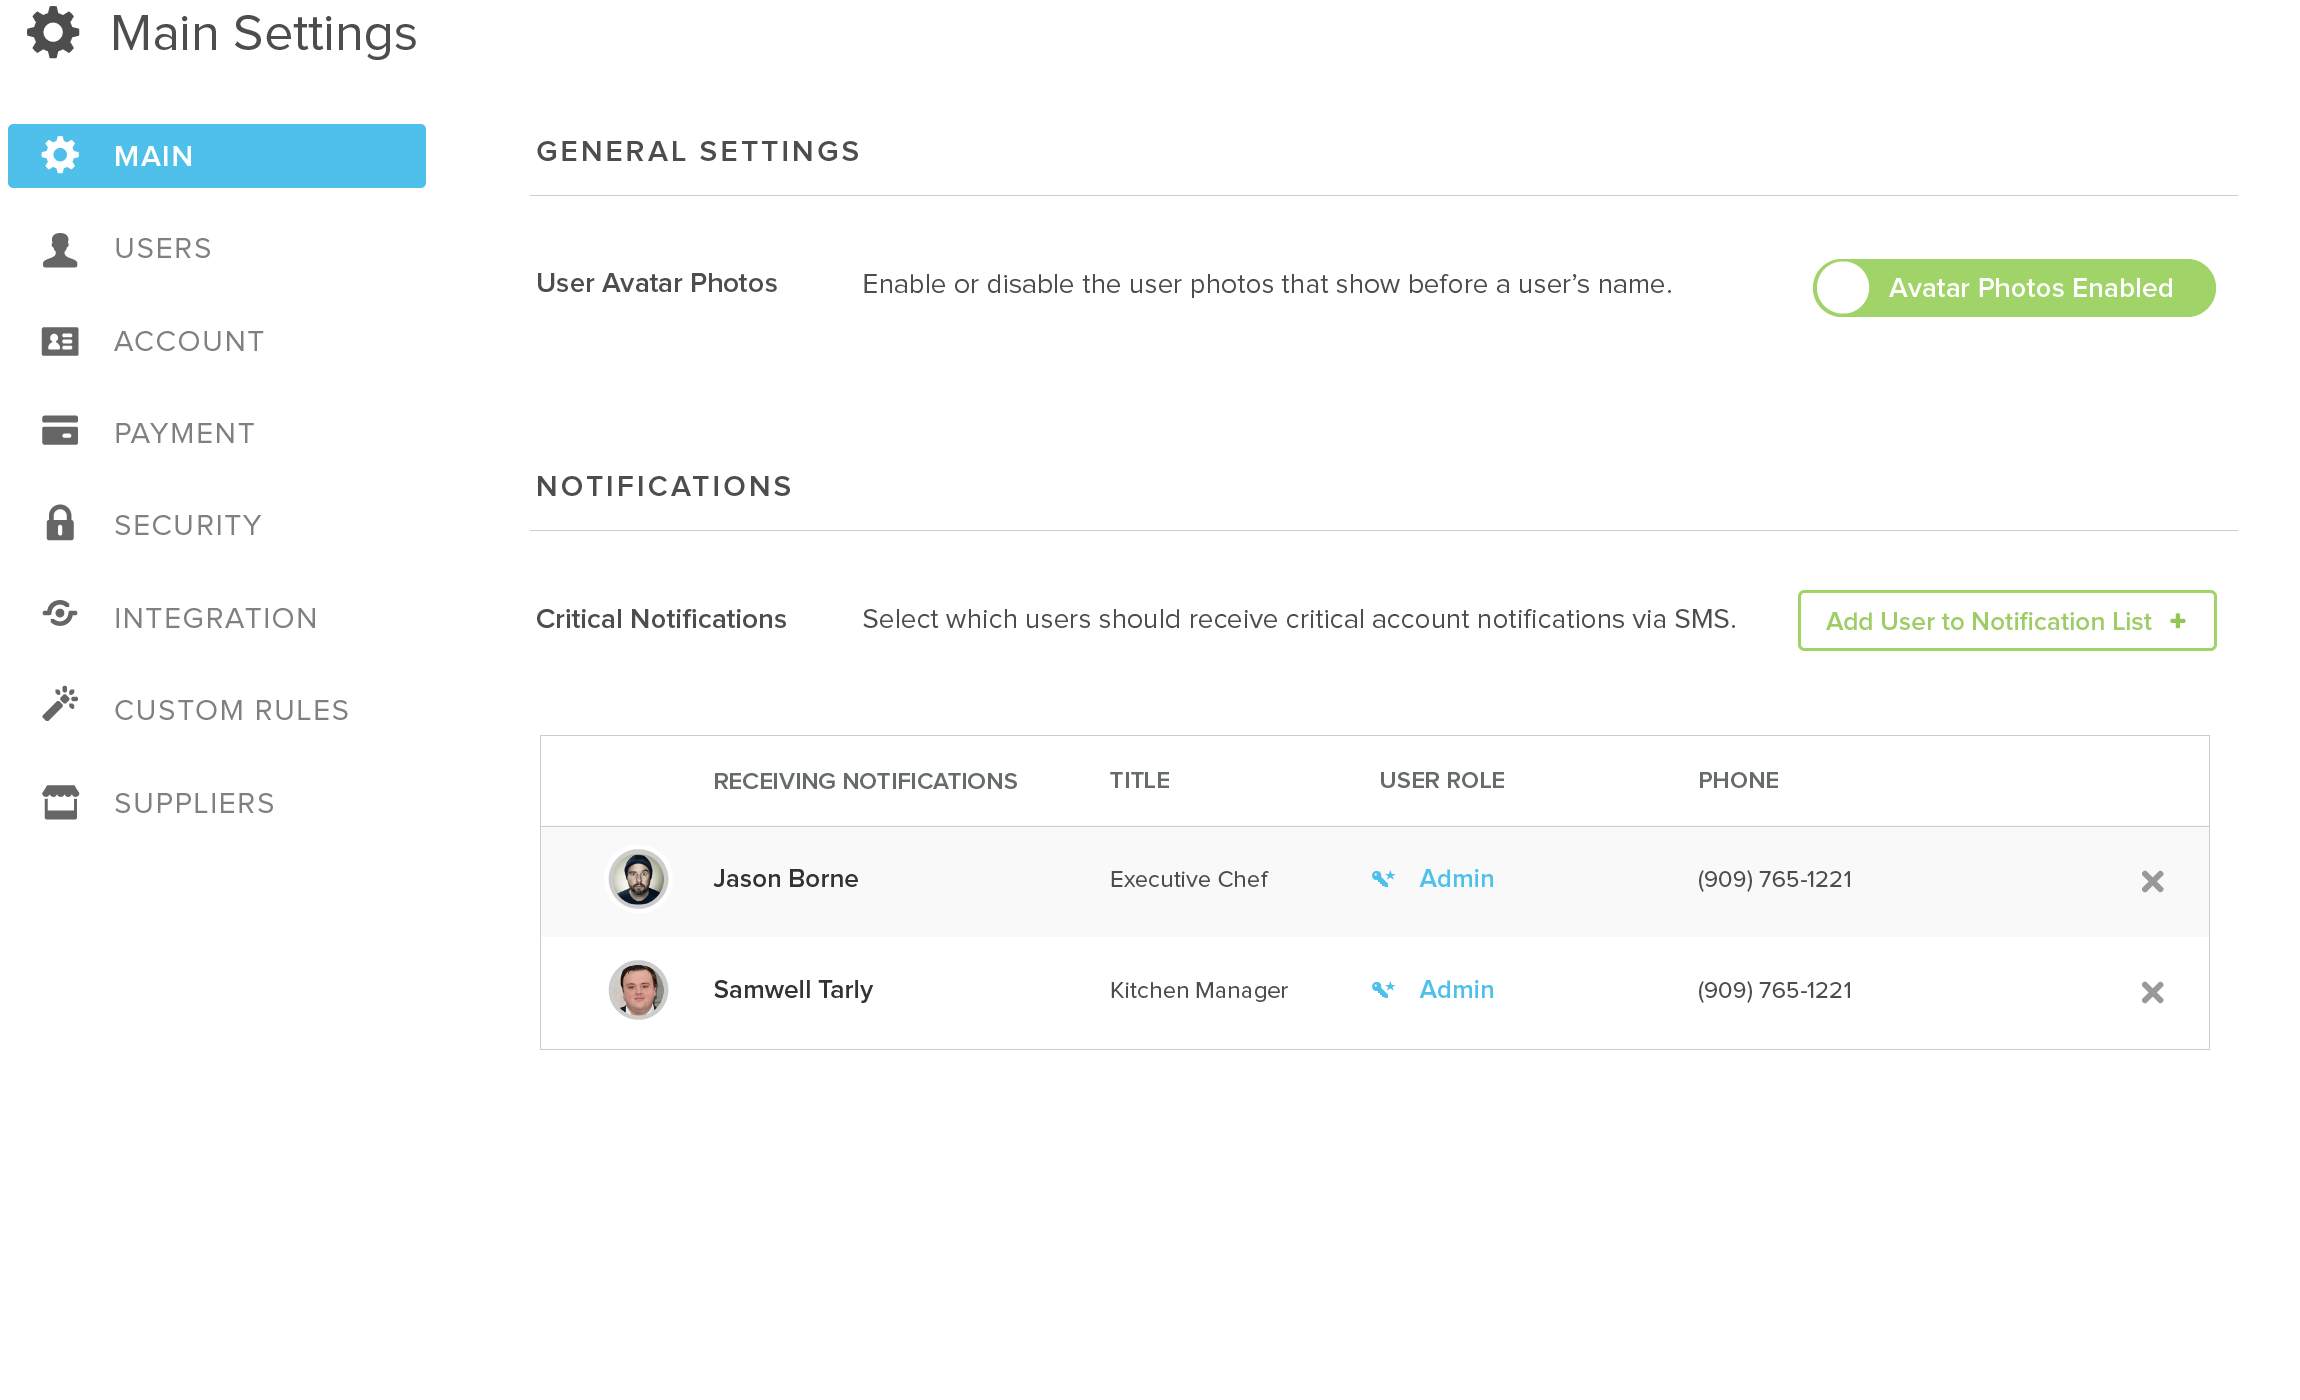 Main Settings
MAIN
USERS
ACCOUNT
PAYMENT
SECURITY
INTEGRATION
CUSTOM RULES
SUPPLIERS
GENERAL SETTINGS
User Avatar Photos Enable or disable the user photos that show before a user’s name. Avatar Photos Enabled
NOTIFICATIONS
Critical Notifications Select which users should receive critical account notifications via SMS. Add User to Notification List +
RECEIVING NOTIFICATIONS TITLE USER ROLE PHONE
Jason Borne Executive Chef Admin (909) 765-1221
Samwell Tarly Kitchen Manager Admin (909) 765-1221